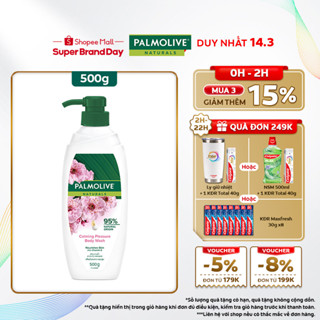 Shopee Mall
Super Brand Day
PALMOLIVE
NATURALS
DUY NHẤT 14.3
500g
PALMOLIVE
NATURALS
95%
Calming Pleasure
Body Wash
500g
0H - 2H
MUA 3
GIẢM THÊM
15%
2H-
22H
QUÀ ĐƠN 249K
Ly giữ nhiệt
+ 1 KĐR Total 40g
Hoặc
NSM 500ml
+ 1 KĐR Total 40g
Hoặc
KĐR MaxFresh
30g x8
VOUCHER
-5%
ĐƠN TỪ 179K
VOUCHER
-8%
ĐƠN TỪ 199K
*Số lượng quà tặng có hạn, quà tặng không cộng dồn.
**Quà tặng hiển thị trong giỏ hàng khi đơn đủ điều kiện, kiểm tra giỏ hàng trước khi thanh toán.
***Liên hệ với shop nếu có thắc mắc về đơn hàng.